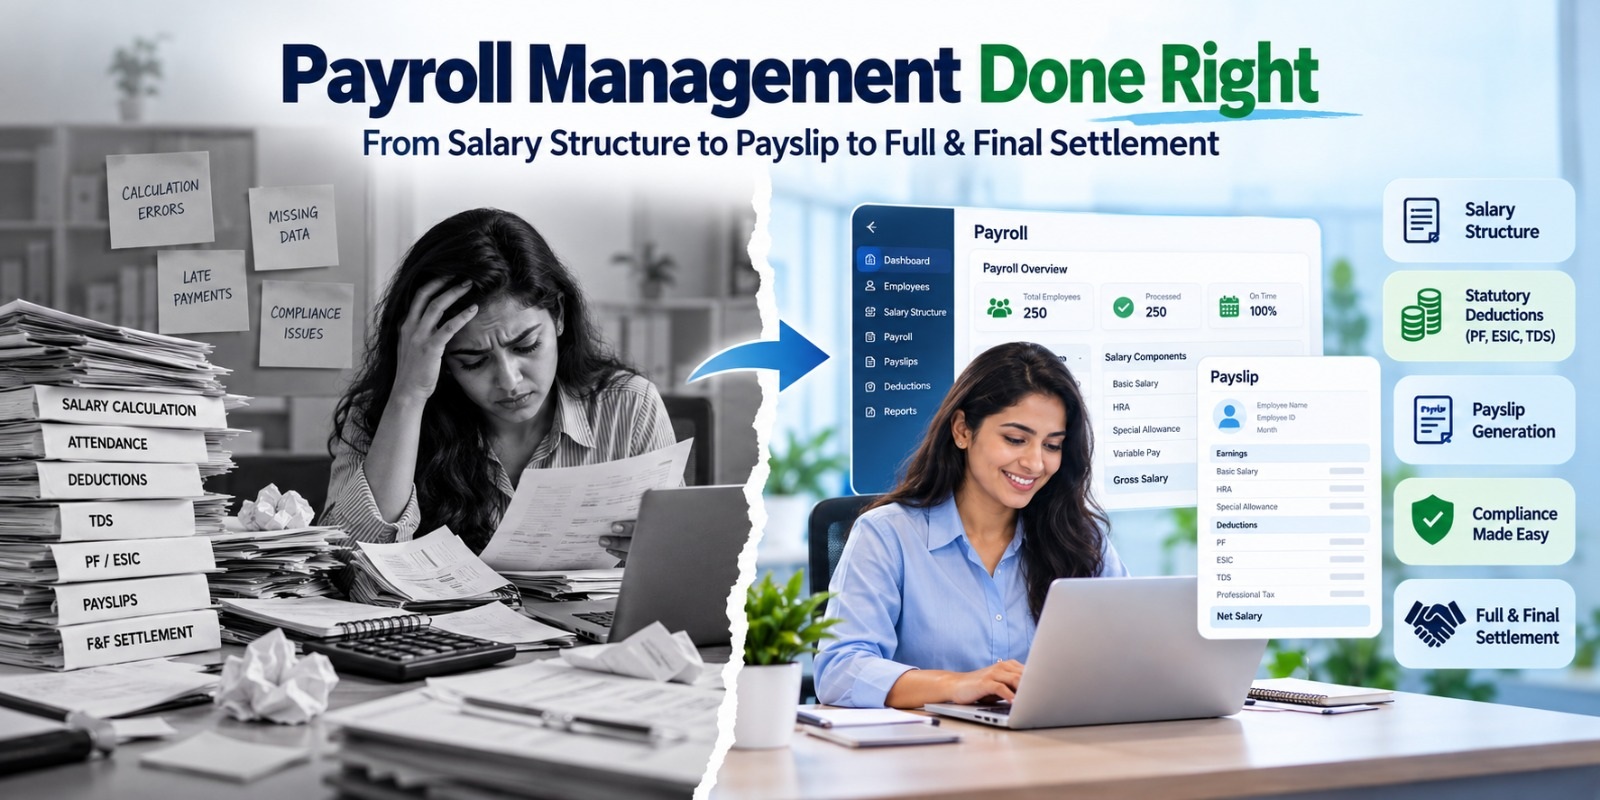 Payroll Management Done Right
From Salary Structure to Payslip to Full & Final Settlement
CALCULATION
ERRORS
MISSING
DATA
LATE
PAYMENTS
COMPLIANCE
ISSUES
SALARY CALCULATION
ATTENDANCE
DEDUCTIONS
TDS
PF / ESIC
PAYSLIPS
F&F SETTLEMENT
Dashboard
Employees
Salary Structure
Payroll
Payslips
Deductions
Reports
Payroll
Payroll Overview
Total Employees
250
Processed
250
On Time
100%
Salary Components
Basic Salary
HRA
Special Allowance
Variable Pay
Gross Salary
Payslip
Employee Name
Employee ID
Month
Earnings
Basic Salary
HRA
Special Allowance
Deductions
PF
ESIC
TDS
Professional Tax
Net Salary
Salary
Structure
Statutory
Deductions
(PF, ESIC, TDS)
Payslip
Generation
Compliance
Made Easy
Full & Final
Settlement